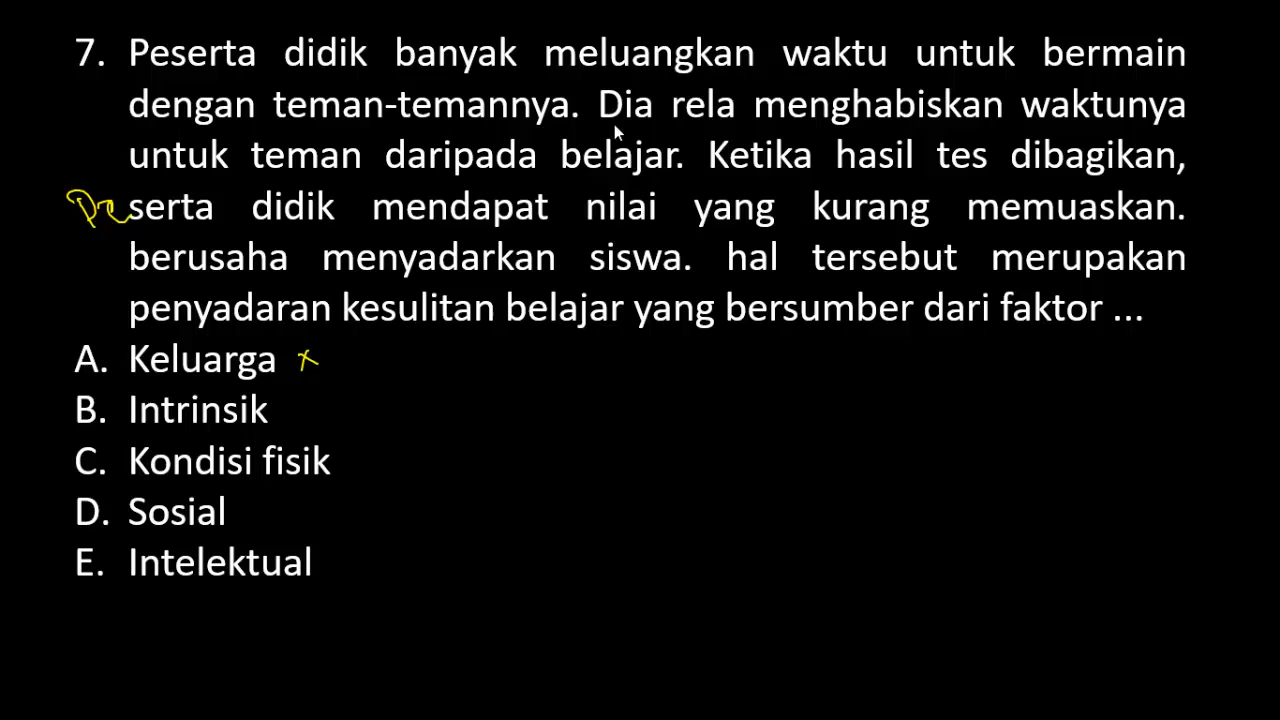 7. Peserta didik banyak meluangkan waktu untuk bermain
dengan teman-temannya. Dia rela menghabiskan waktunya
untuk teman daripada belajar. Ketika hasil tes dibagikan,
Peserta didik mendapat nilai yang kurang memuaskan.
berusaha menyadarkan siswa. hal tersebut merupakan
penyadaran kesulitan belajar yang bersumber dari faktor ...
A. Keluarga x
B. Intrinsik
C. Kondisi fisik
D. Sosial
E. Intelektual